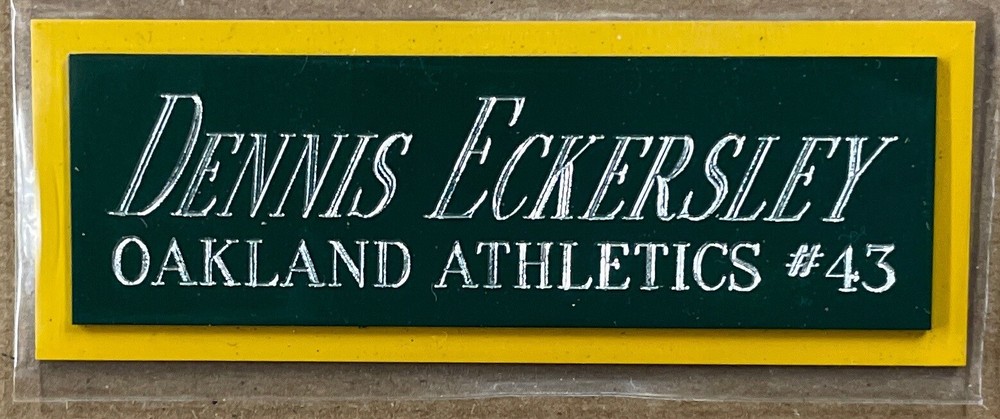 DENNIS ECKERSLEY
OAKLAND ATHLETICS #43